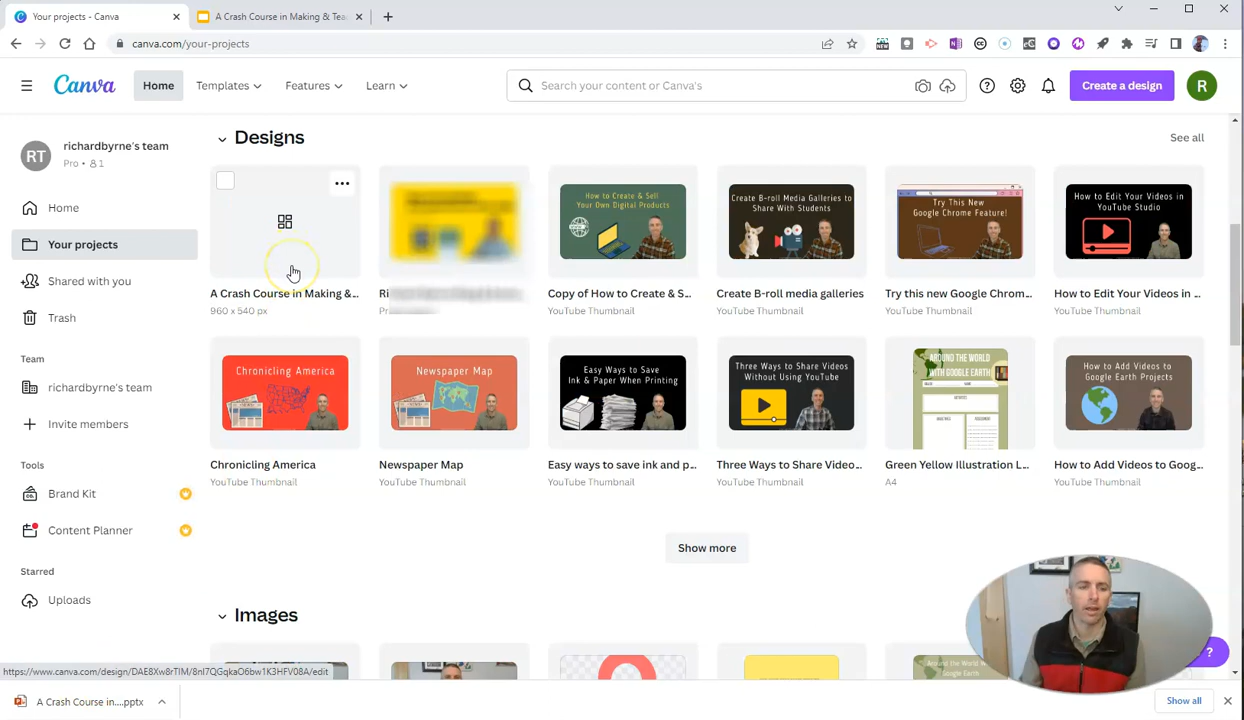 Your projects - Canva
A Crash Course in Making & Tea
canva.com/your-projects
Canva
Home
Templates
Features
Learn
Search your content or Canva's
Create a design
R
RT
richardbyrne's team
Pro • 1
Home
Your projects
Shared with you
Trash
Team
richardbyrne's team
Invite members
Tools
Brand Kit
Content Planner
Starred
Uploads
Designs
See all
How to Create & Sell
Your Own Digital Products
Create B-roll Media Galleries
to Share With Students
Try This New
Google Chrome Feature!
How to Edit Your Videos in
YouTube Studio
A Crash Course in Making &...
960 x 540 px
Ri
Copy of How to Create & S...
YouTube Thumbnail
Create B-roll media galleries
YouTube Thumbnail
Try this new Google Chrom...
YouTube Thumbnail
How to Edit Your Videos in ...
YouTube Thumbnail
Chronicling America
Newspaper Map
Easy Ways to Save
Ink & Paper When Printing
Three Ways to Share Videos
Without Using YouTube
AROUND THE WORLD
WITH GOOGLE EARTH
How to Add Videos to
Google Earth Projects
Chronicling America
YouTube Thumbnail
Newspaper Map
YouTube Thumbnail
Easy ways to save ink and p...
YouTube Thumbnail
Three Ways to Share Video...
YouTube Thumbnail
Green Yellow Illustration L...
A4
How to Add Videos to Goog...
YouTube Thumbnail
Show more
Images
Around the World W
?
https://www.canva.com/design/DAE8Xw8rTIM/8nI7QGqkaO6tw1K3HFV08A/edit
A Crash Course in....pptx
Show all